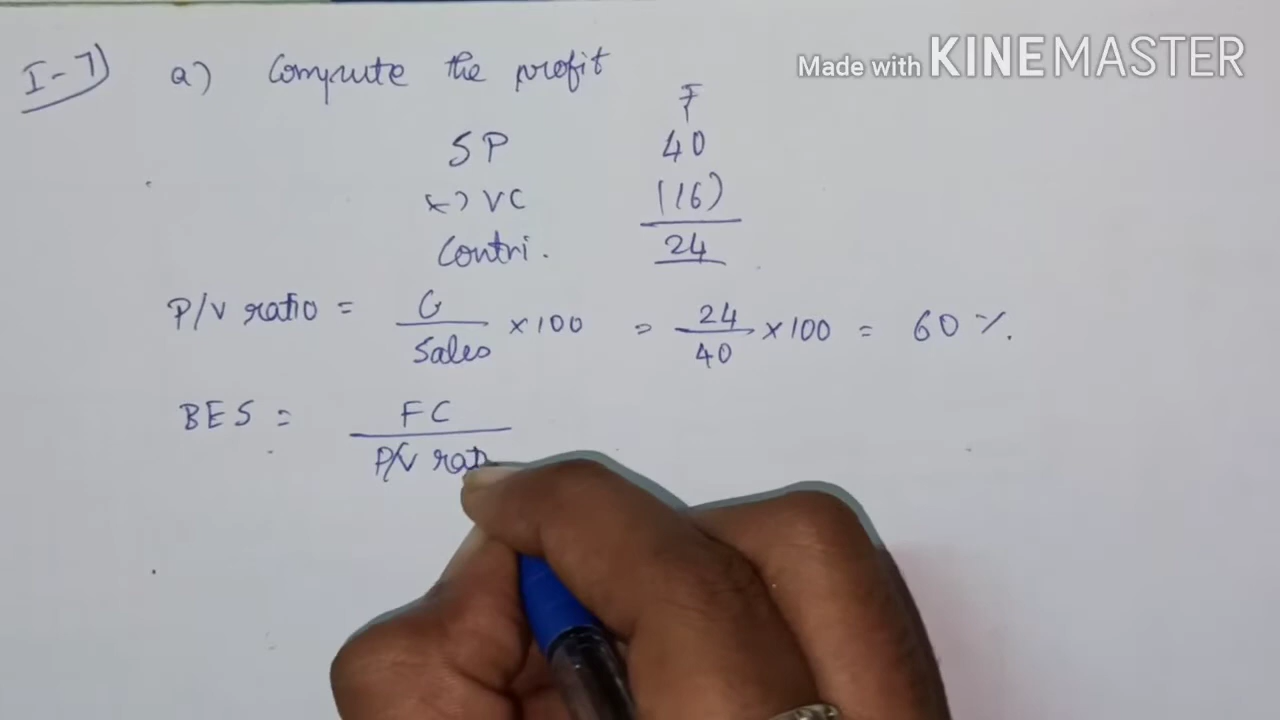 I-7) a) Compute the profit
Made with KINEMASTER
₹
SP 40
(-) VC (16)
Contri. 24
P/V ratio = C/Sales × 100 = 24/40 × 100 = 60 %.
BES = FC/P/V rati